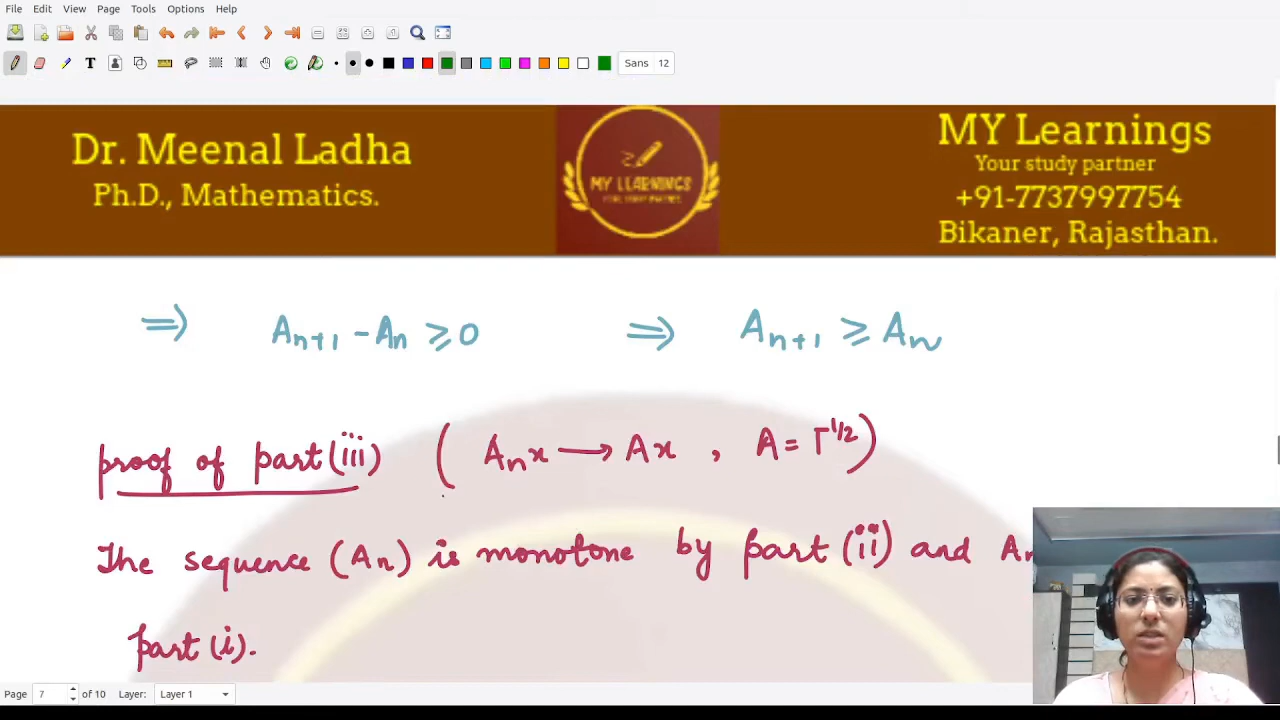 File Edit View Page Tools Options Help
Sans 12
Dr. Meenal Ladha
Ph.D., Mathematics.
MY LEARNINGS
MY Learnings
Your study partner
+91-7737997754
Bikaner, Rajasthan.
⇒ Aₙ₊₁ - Aₙ ⩾ 0 ⇒ Aₙ₊₁ ⩾ Aₙ
proof of part (iii) ( Aₙx ⟶ Ax , A = T^1/2 )
The sequence (Aₙ) is monotone by part (ii) and Aₙ
part (i).
Page 7 of 10 Layer: Layer 1